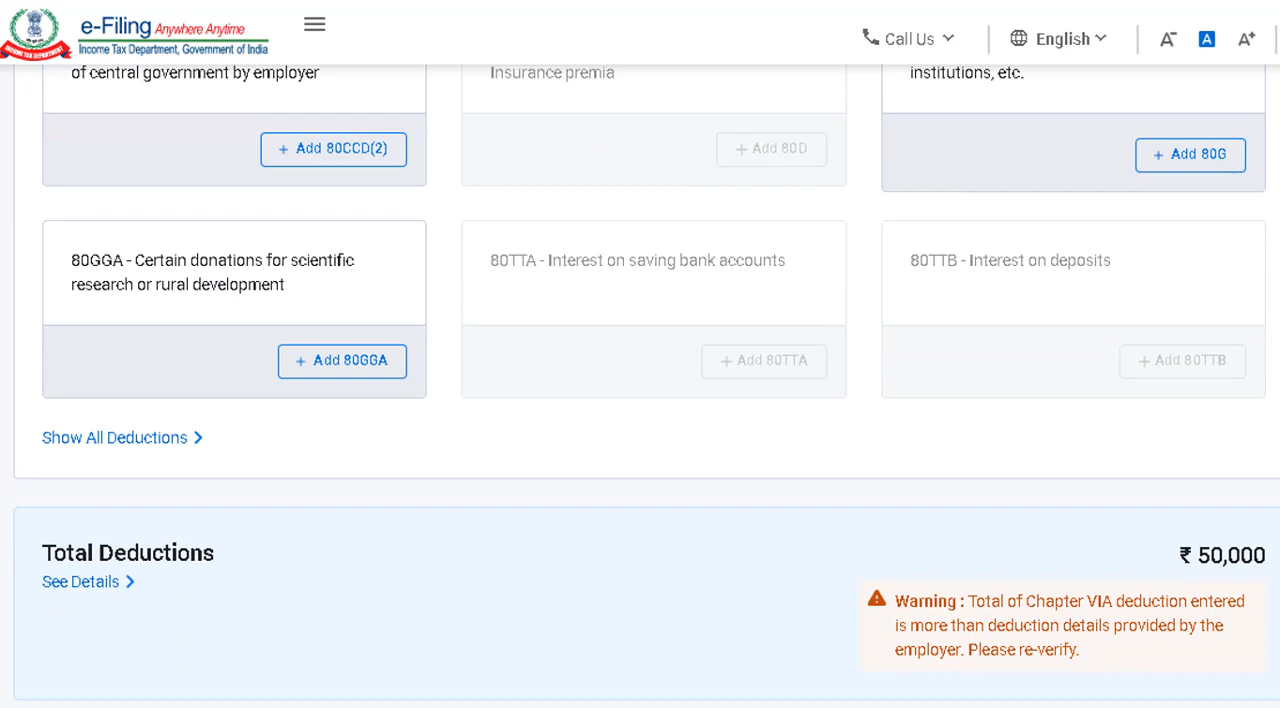 e-Filing Anywhere Anytime
Income Tax Department, Government of India
Call Us
English
A-
A
A+
of central government by employer
Insurance premia
institutions, etc.
+ Add 80CCD(2)
+ Add 80D
+ Add 80G
80GGA - Certain donations for scientific
research or rural development
80TTA - Interest on saving bank accounts
80TTB - Interest on deposits
+ Add 80GGA
+ Add 80TTA
+ Add 80TTB
Show All Deductions >
Total Deductions
₹ 50,000
See Details >
Warning : Total of Chapter VIA deduction entered
is more than deduction details provided by the
employer. Please re-verify.